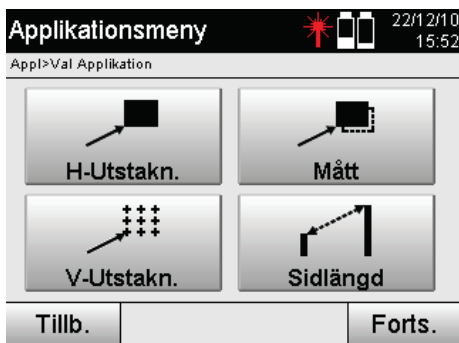 Applikationsmeny
22/12/10
15:52
Appl>Val Applikation
H-Utstakn.
Mått
V-Utstakn.
Sidlängd
Tillb.
Forts.